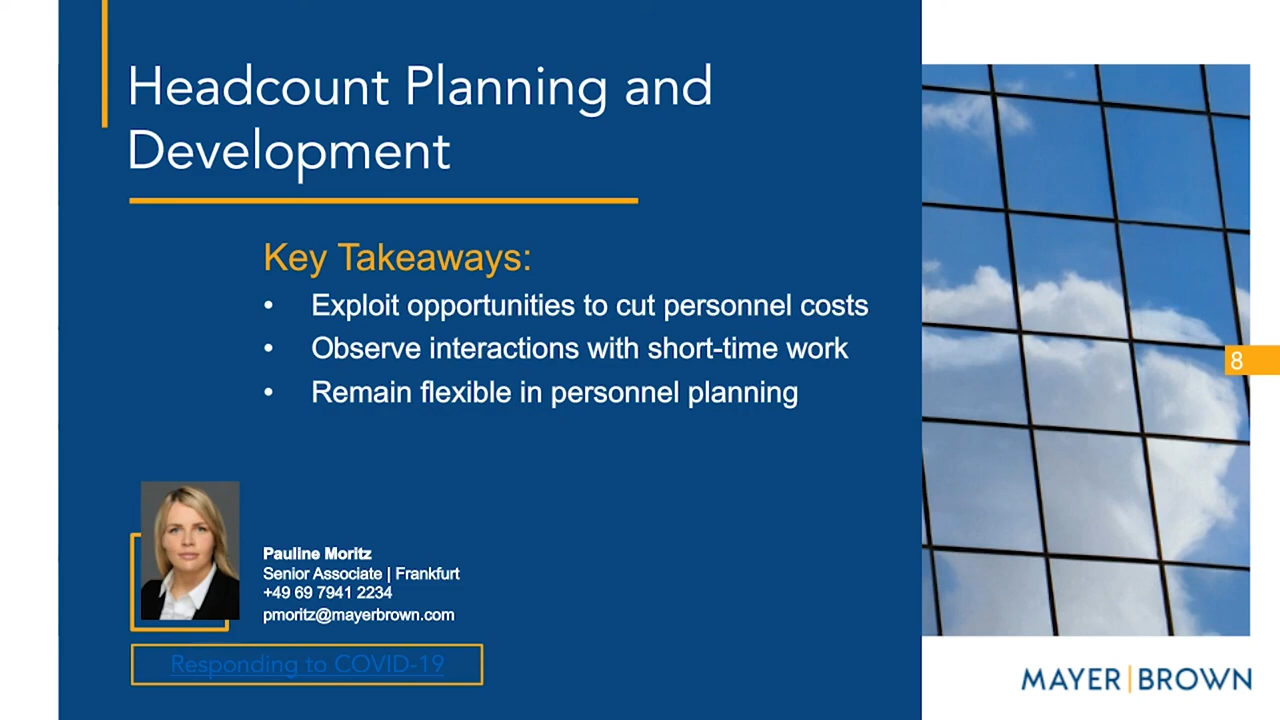 Headcount Planning and
Development
Key Takeaways:
• Exploit opportunities to cut personnel costs
• Observe interactions with short-time work
• Remain flexible in personnel planning
8
Pauline Moritz
Senior Associate | Frankfurt
+49 69 7941 2234
pmoritz@mayerbrown.com
Responding to COVID-19
MAYER|BROWN